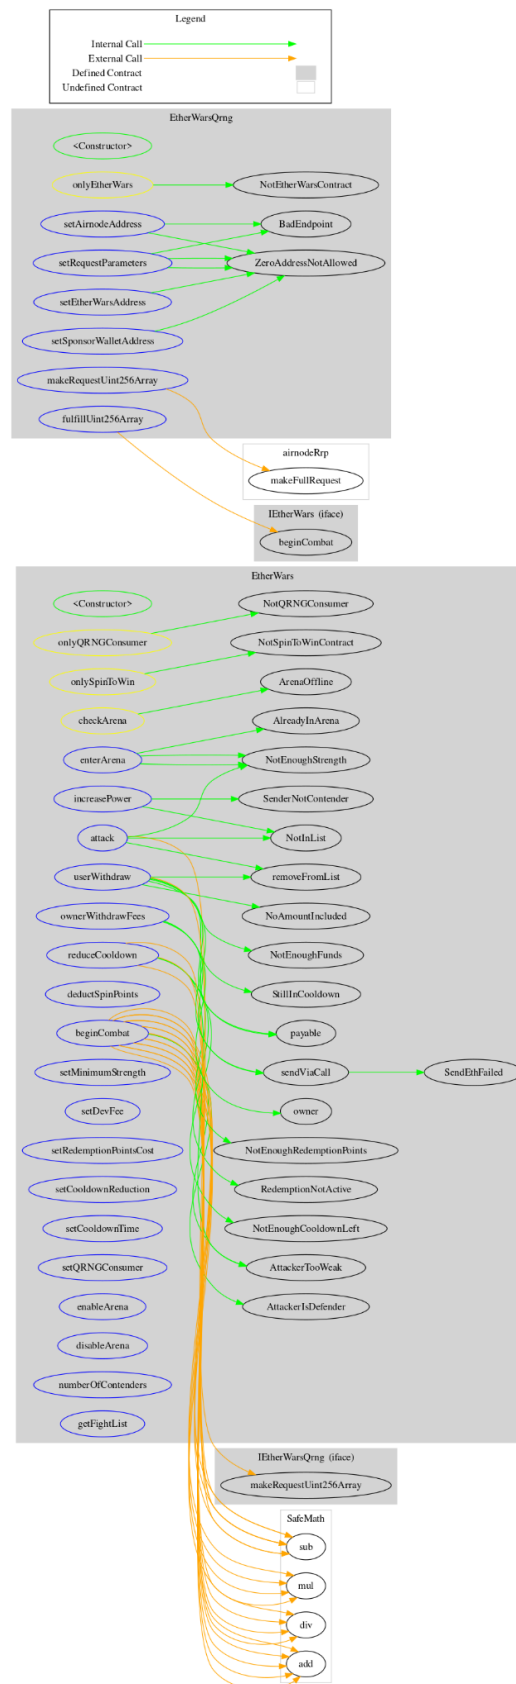 Legend
Internal Call
External Call
Defined Contract
Undefined Contract
EtherWarsQrng
<Constructor>
onlyEtherWars
NotEtherWarsContract
setAirnodeAddress
BadEndpoint
setRequestParameters
ZeroAddressNotAllowed
setEtherWarsAddress
setSponsorWalletAddress
makeRequestUint256Array
fulfillUint256Array
airnodeRrp
makeFullRequest
IEtherWars (iface)
beginCombat
EtherWars
<Constructor>
NotQRNGConsumer
onlyQRNGConsumer
NotSpinToWinContract
onlySpinToWin
ArenaOffline
checkArena
AlreadyInArena
enterArena
NotEnoughStrength
increasePower
SenderNotContender
attack
NotInList
userWithdraw
removeFromList
ownerWithdrawFees
NoAmountIncluded
reduceCooldown
NotEnoughFunds
deductSpinPoints
StillInCooldown
beginCombat
payable
setMinimumStrength
sendViaCall
SendEthFailed
setDevFee
owner
setRedemptionPointsCost
NotEnoughRedemptionPoints
setCooldownReduction
RedemptionNotActive
setCooldownTime
NotEnoughCooldownLeft
setQRNGConsumer
AttackerTooWeak
enableArena
AttackerIsDefender
disableArena
numberOfContenders
getFightList
IEtherWarsQrng (iface)
makeRequestUint256Array
SafeMath
sub
mul
div
add